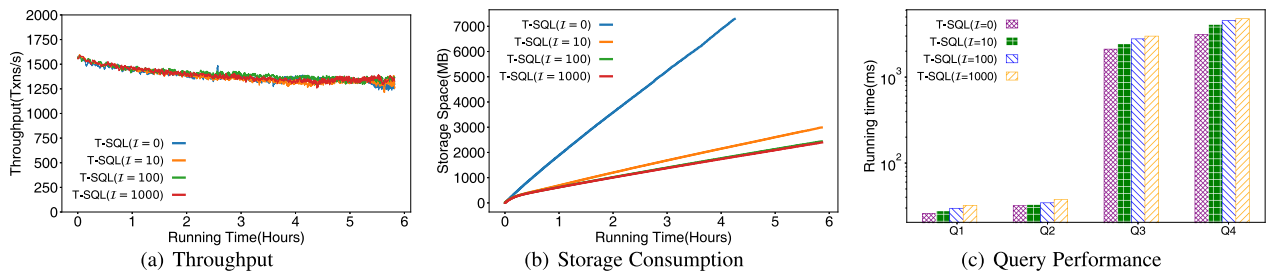 2000
1750
1500
1250
1000
750
500
250
0
Throughput(Txns/s)
T-SQL(I = 0)
T-SQL(I = 10)
T-SQL(I = 100)
T-SQL(I = 1000)
0 1 2 3 4 5 6
Running Time(Hours)
(a) Throughput
7000
6000
5000
4000
3000
2000
1000
0
Storage Space(MB)
T-SQL(I = 0)
T-SQL(I = 10)
T-SQL(I = 100)
T-SQL(I = 1000)
0 1 2 3 4 5 6
Running Time(Hours)
(b) Storage Consumption
10³
10²
Running time(ms)
T-SQL(I=0)
T-SQL(I=10)
T-SQL(I=100)
T-SQL(I=1000)
Q1 Q2 Q3 Q4
(c) Query Performance